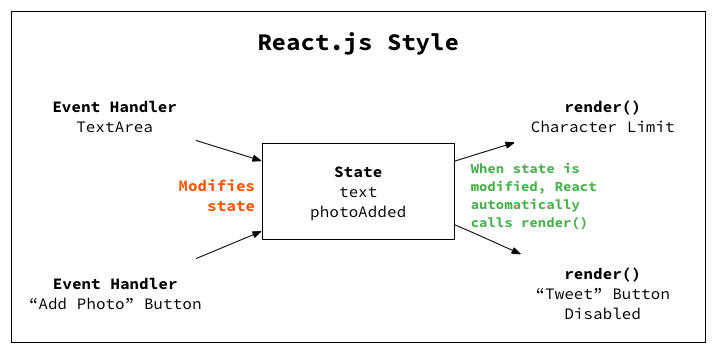 React.js Style
Event Handler
TextArea
render()
Character Limit
Modifies
state
State
text
photoAdded
When state is
modified, React
automatically
calls render()
Event Handler
“Add Photo” Button
render()
“Tweet” Button
Disabled